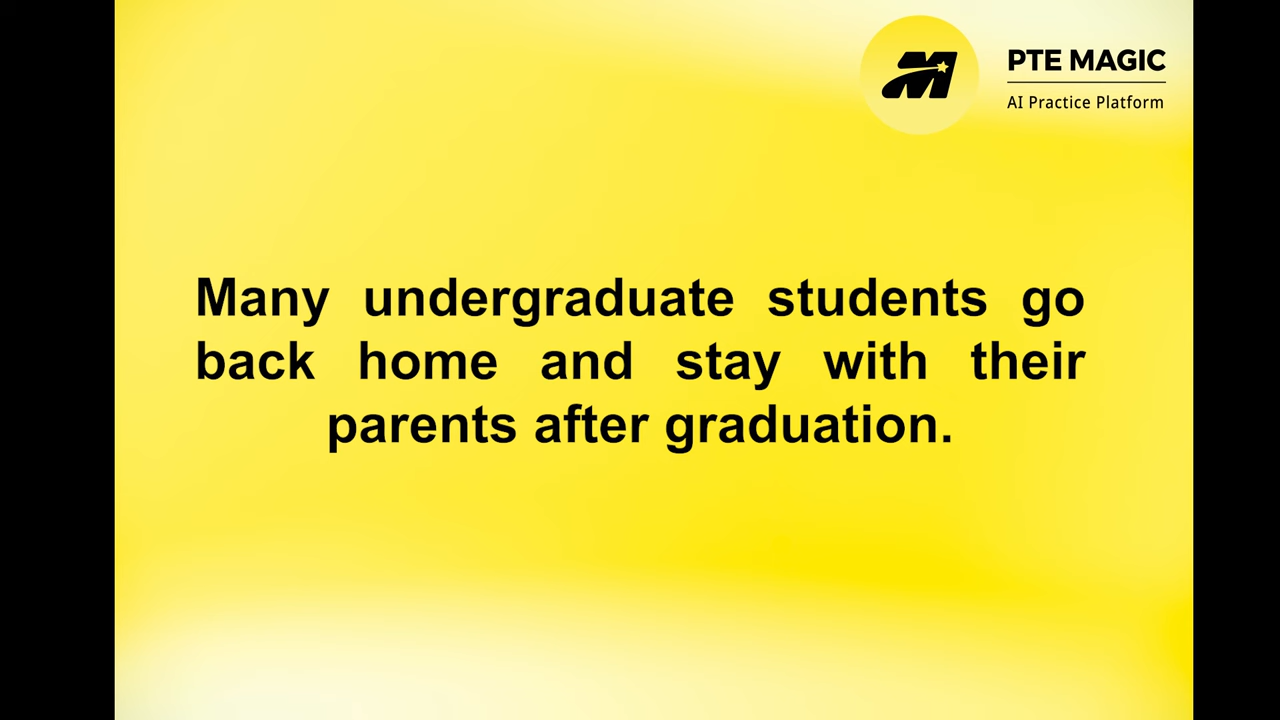 PTE MAGIC
AI Practice Platform
Many undergraduate students go
back home and stay with their
parents after graduation.